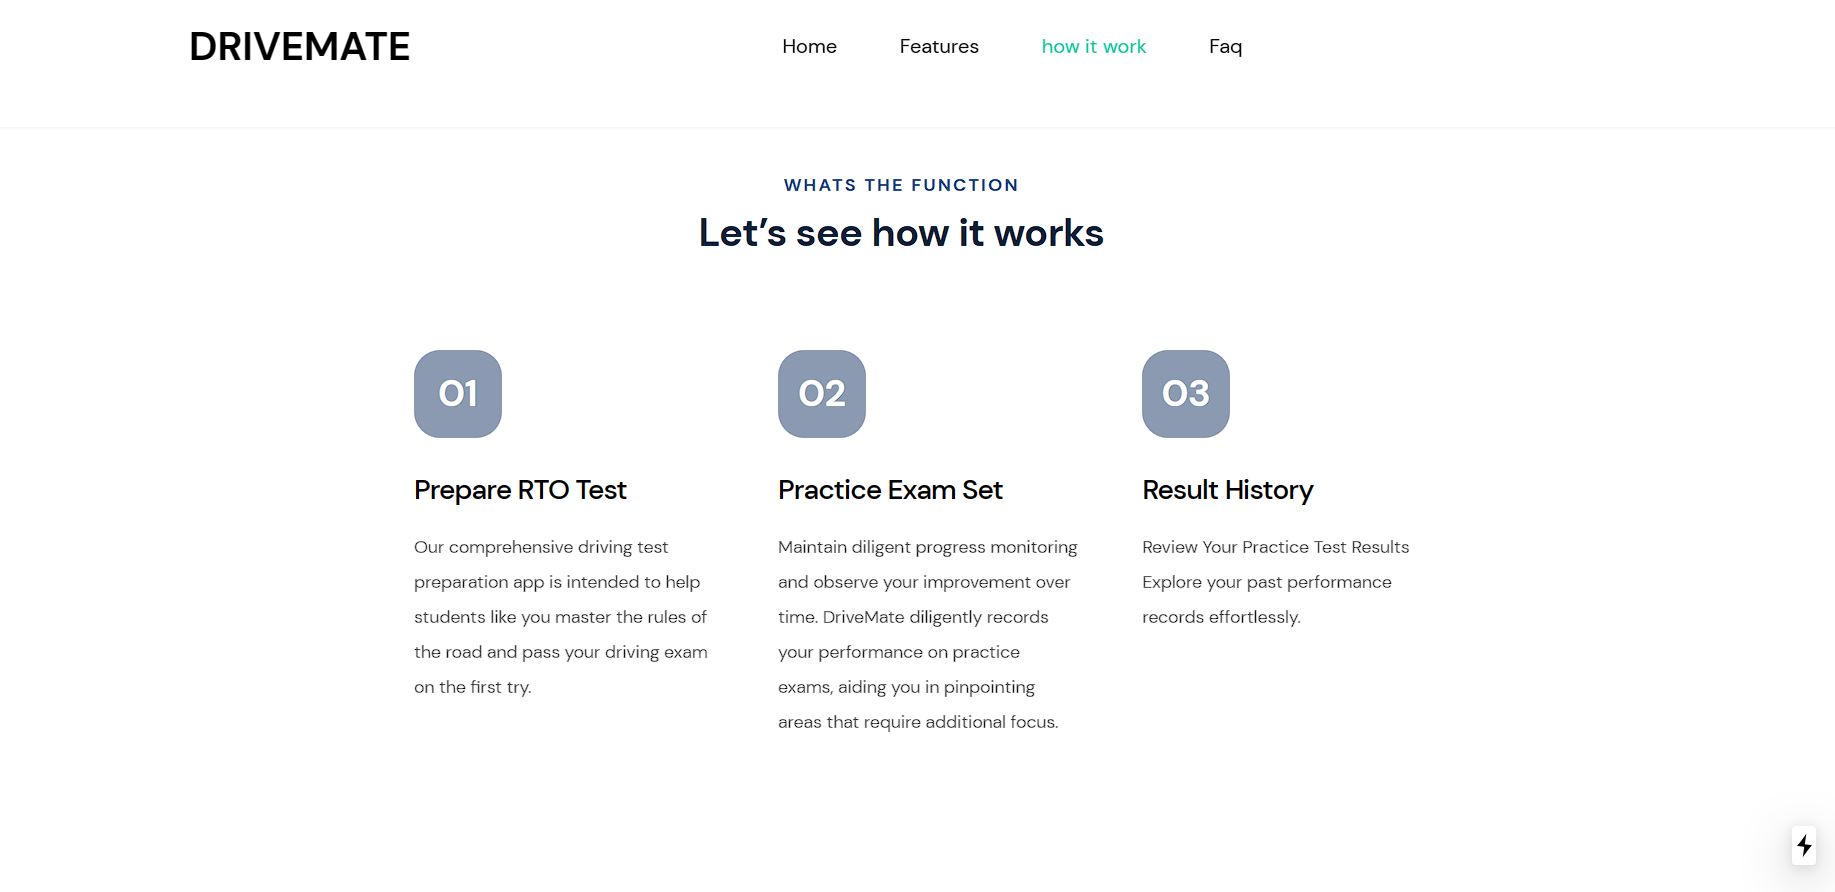 DRIVEMATE
Home
Features
how it work
Faq
WHATS THE FUNCTION
Let’s see how it works
01
Prepare RTO Test
Our comprehensive driving test
preparation app is intended to help
students like you master the rules of
the road and pass your driving exam
on the first try.
02
Practice Exam Set
Maintain diligent progress monitoring
and observe your improvement over
time. DriveMate diligently records
your performance on practice
exams, aiding you in pinpointing
areas that require additional focus.
03
Result History
Review Your Practice Test Results
Explore your past performance
records effortlessly.